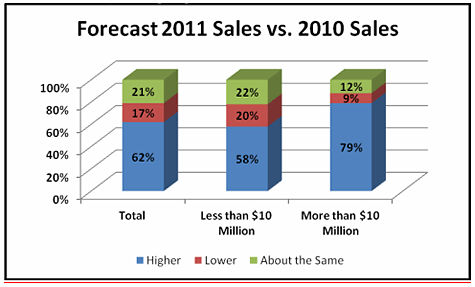 Forecast 2011 Sales vs. 2010 Sales
100%
80%
60%
40%
20%
0%
21%
17%
62%
22%
20%
58%
12%
9%
79%
Total
Less than $10
Million
More than $10
Million
Higher
Lower
About the Same